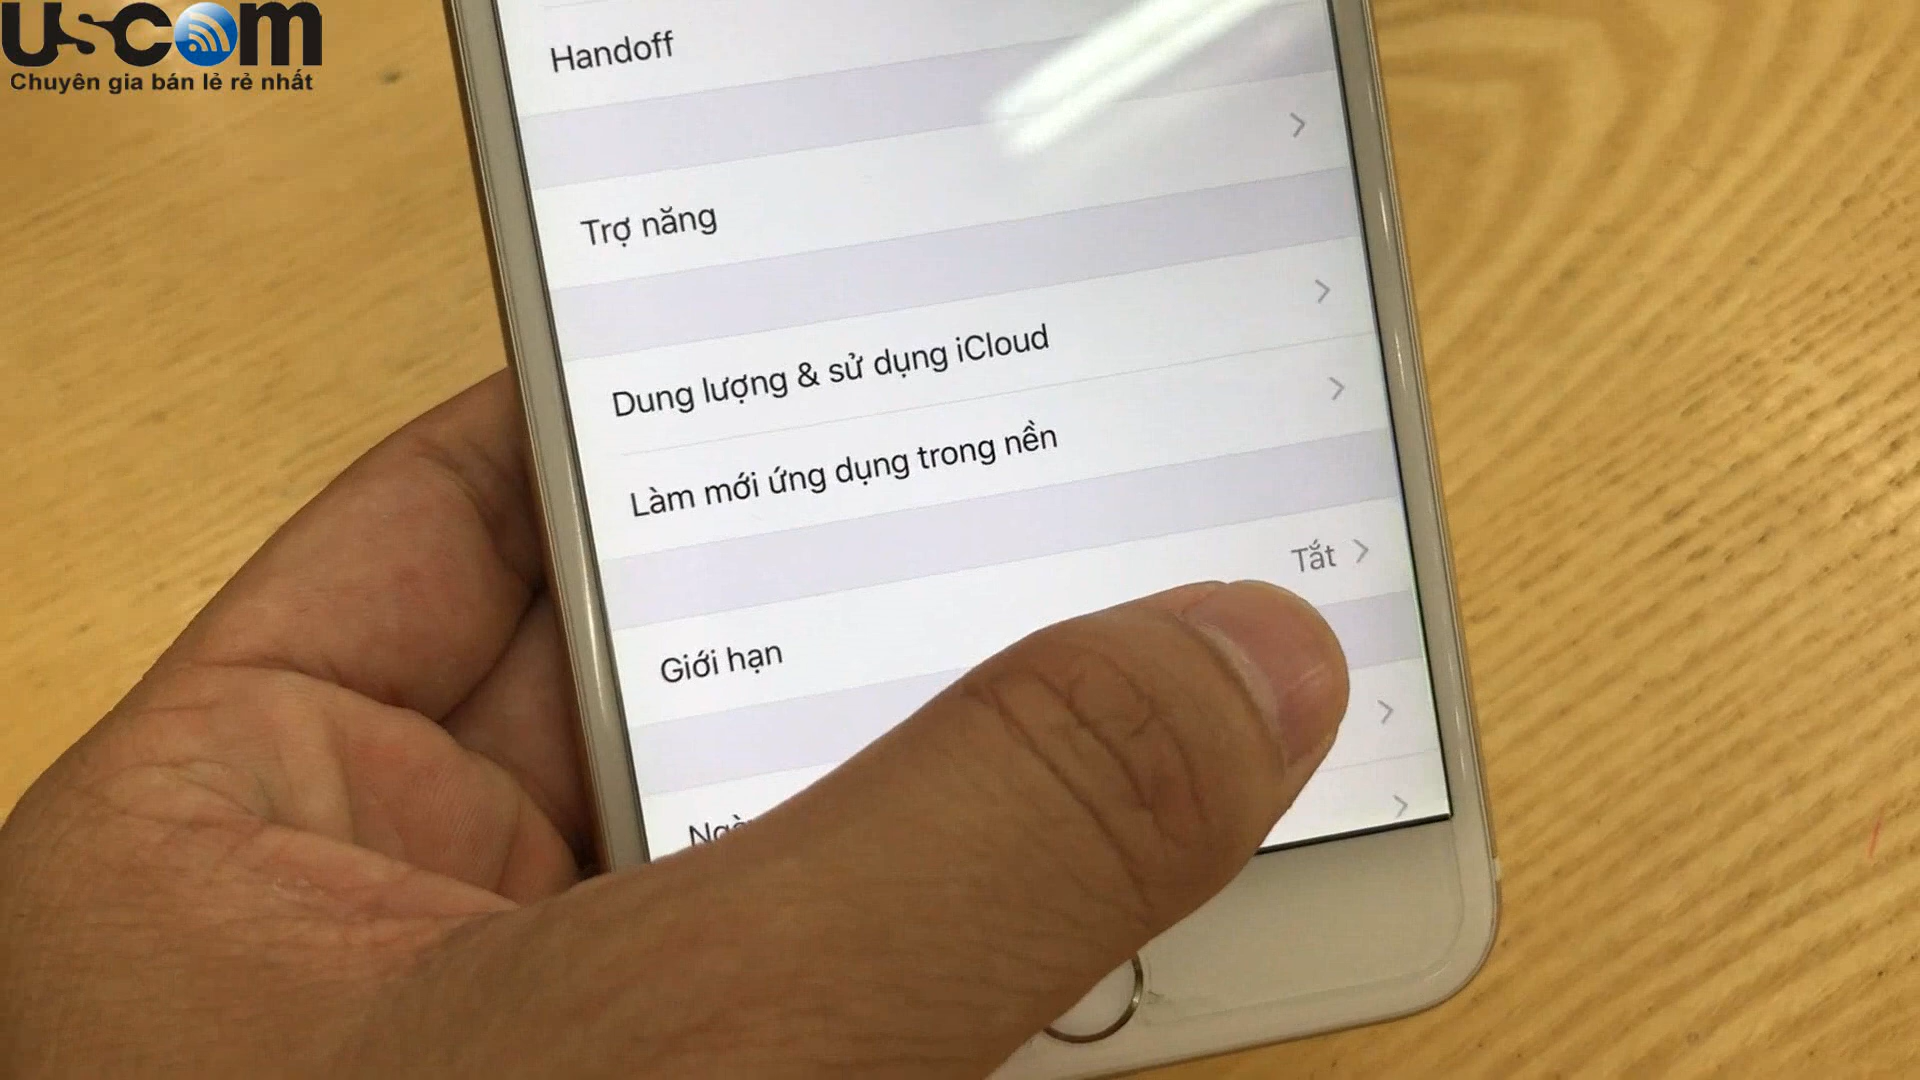 uscom
Chuyên gia bán lẻ rẻ nhất
Handoff
Trợ năng
Dung lượng & sử dụng iCloud
Làm mới ứng dụng trong nền
Tắt
Giới hạn